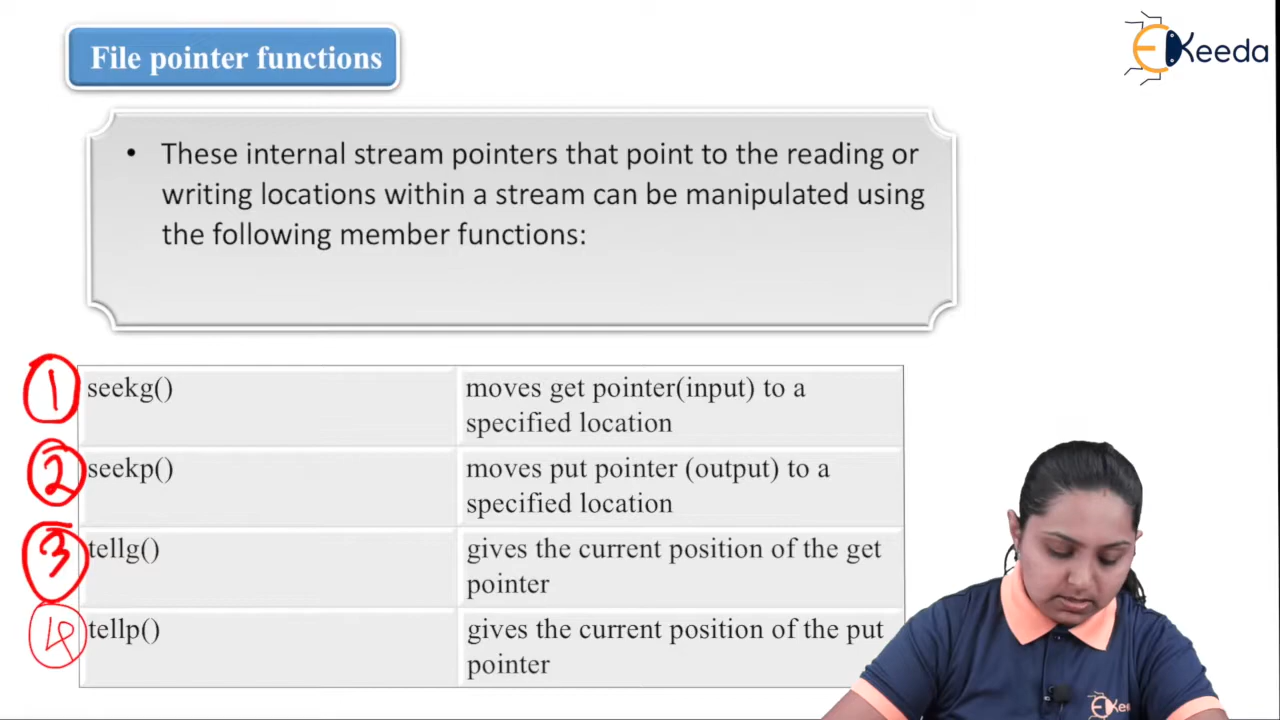 File pointer functions
EKeeda
• These internal stream pointers that point to the reading or
writing locations within a stream can be manipulated using
the following member functions:
1 seekg() moves get pointer(input) to a
specified location
2 seekp() moves put pointer (output) to a
specified location
3 tellg() gives the current position of the get
pointer
4 tellp() gives the current position of the put
pointer
EKee